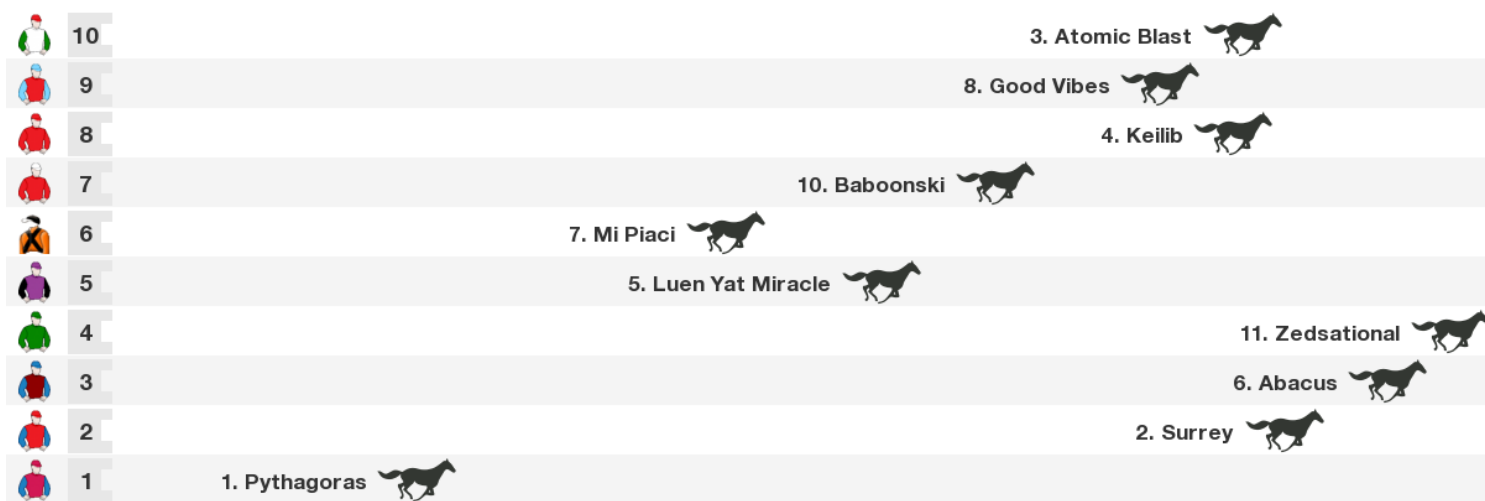 10 3. Atomic Blast
9 8. Good Vibes
8 4. Keilib
7 10. Baboonski
6 7. Mi Piaci
5 5. Luen Yat Miracle
4 11. Zedsational
3 6. Abacus
2 2. Surrey
1 1. Pythagoras